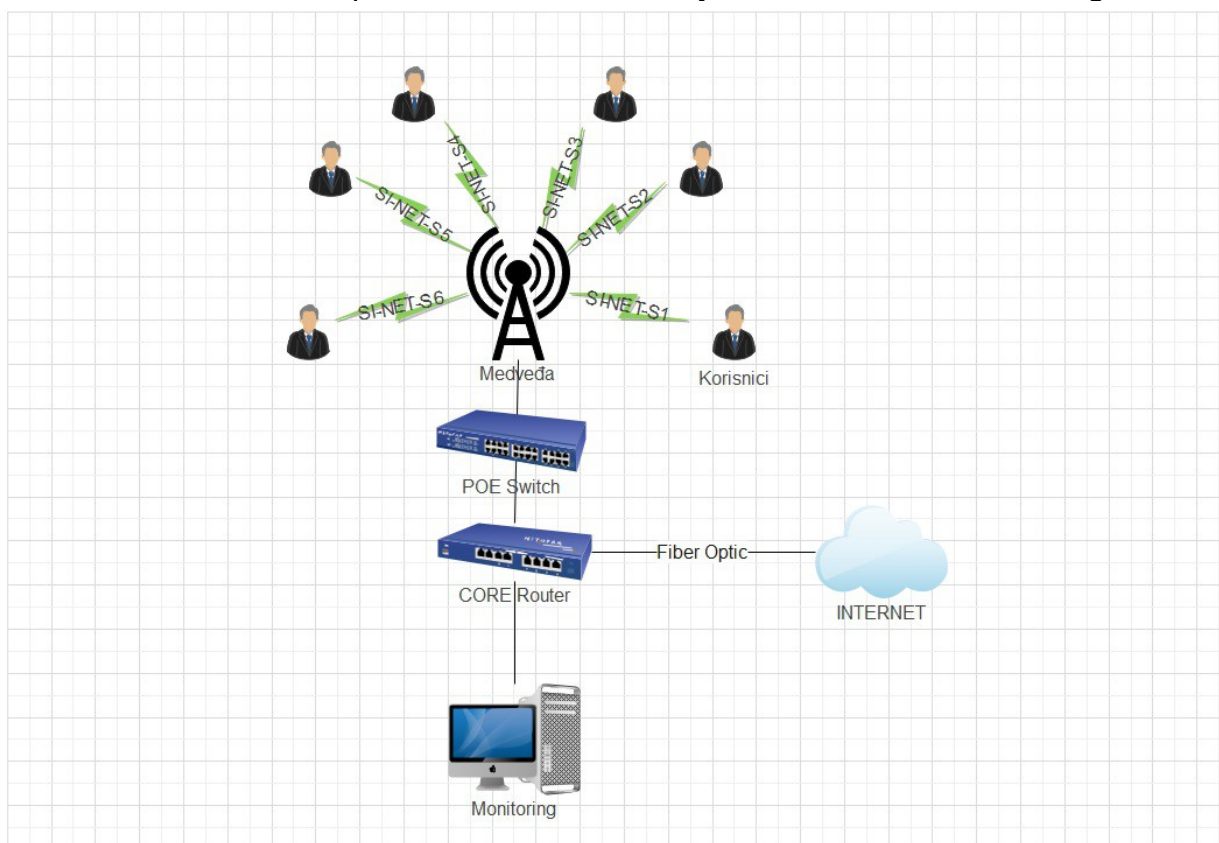 SI-NET-S4
SI-NET-S3
SI-NET-S5
SI-NET-S2
SI-NET-S6
SI-NET-S1
Medveđa
Korisnici
POE Switch
Fiber Optic
CORE Router
INTERNET
Monitoring